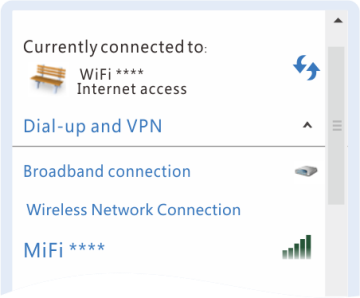 Currently connected to:
WiFi ****
Internet access
Dial-up and VPN
Broadband connection
Wireless Network Connection
MiFi ****